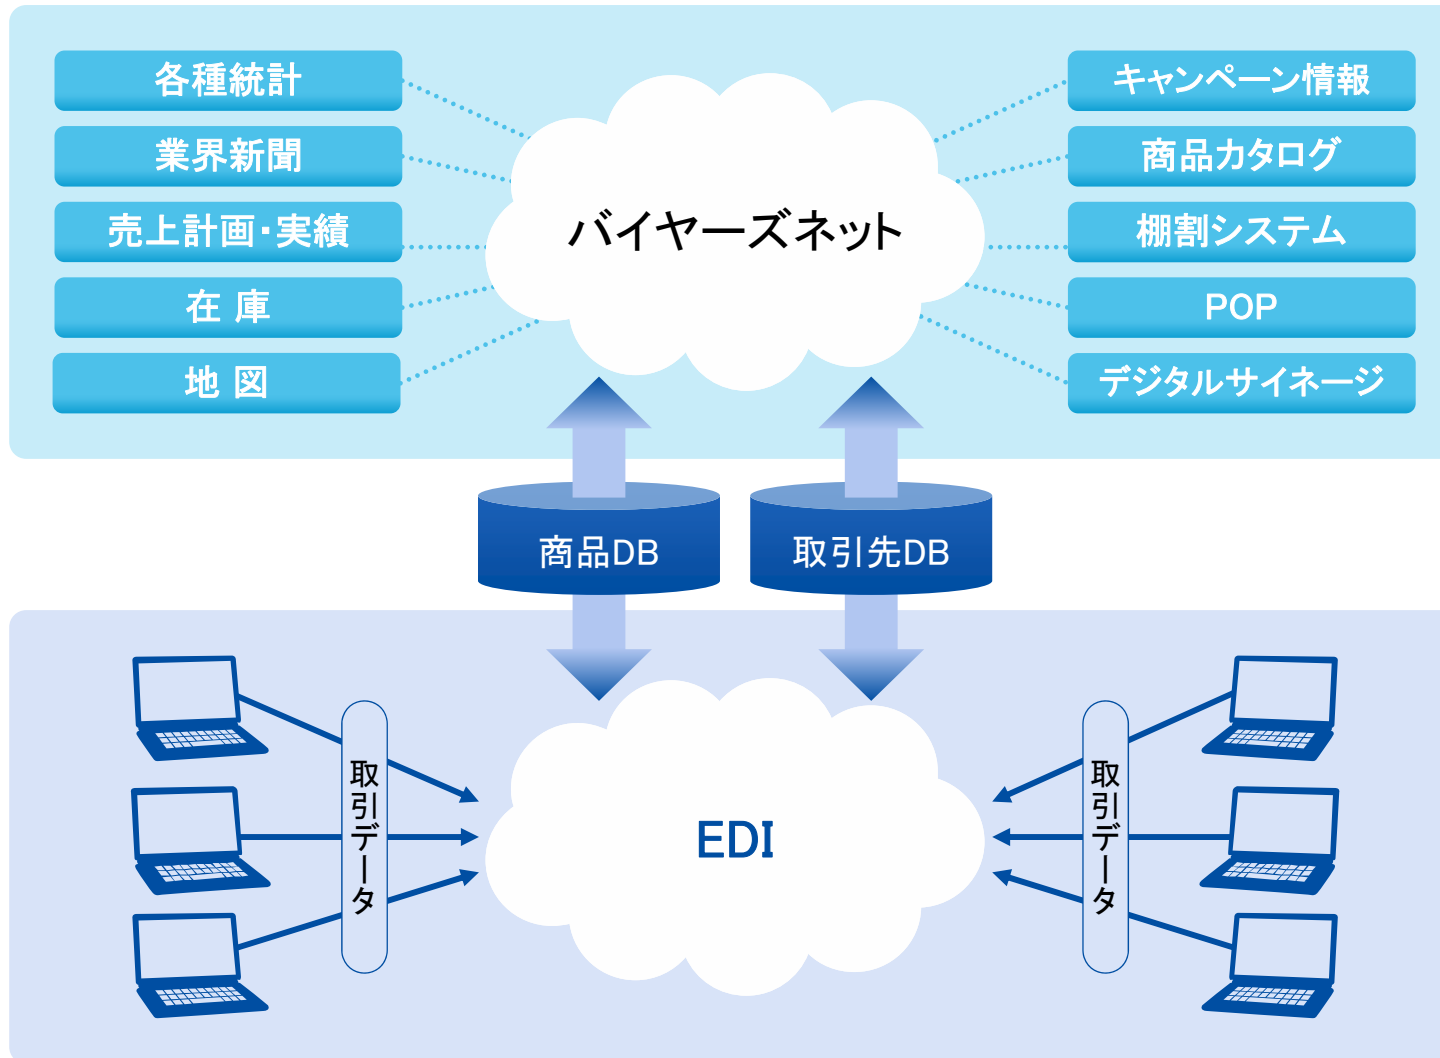 各種統計
業界新聞
売上計画・実績
在 庫
地 図
バイヤーズネット
キャンペーン情報
商品カタログ
棚割システム
POP
デジタルサイネージ
商品DB
取引先DB
取引データ
EDI
取引データ